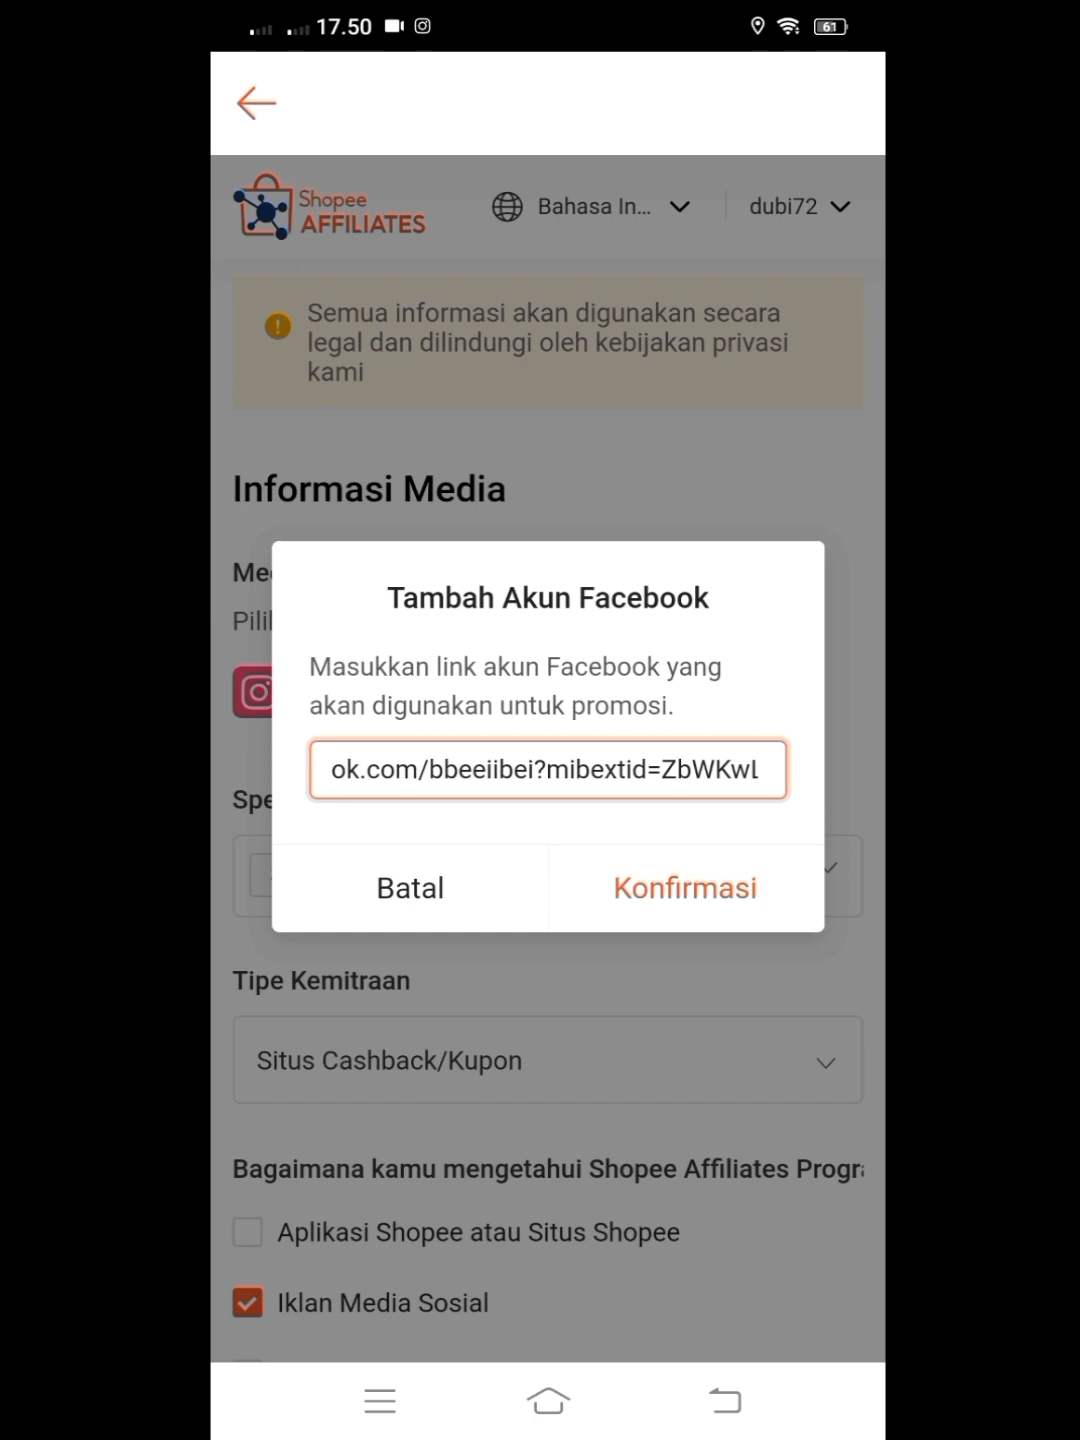 17.50
61
Shopee
AFFILIATES
Bahasa In...
dubi72
Semua informasi akan digunakan secara
legal dan dilindungi oleh kebijakan privasi
kami
Informasi Media
Tambah Akun Facebook
Masukkan link akun Facebook yang
akan digunakan untuk promosi.
ok.com/bbeeiibei?mibextid=ZbWKwL
Batal
Konfirmasi
Tipe Kemitraan
Situs Cashback/Kupon
Bagaimana kamu mengetahui Shopee Affiliates Progra
Aplikasi Shopee atau Situs Shopee
Iklan Media Sosial